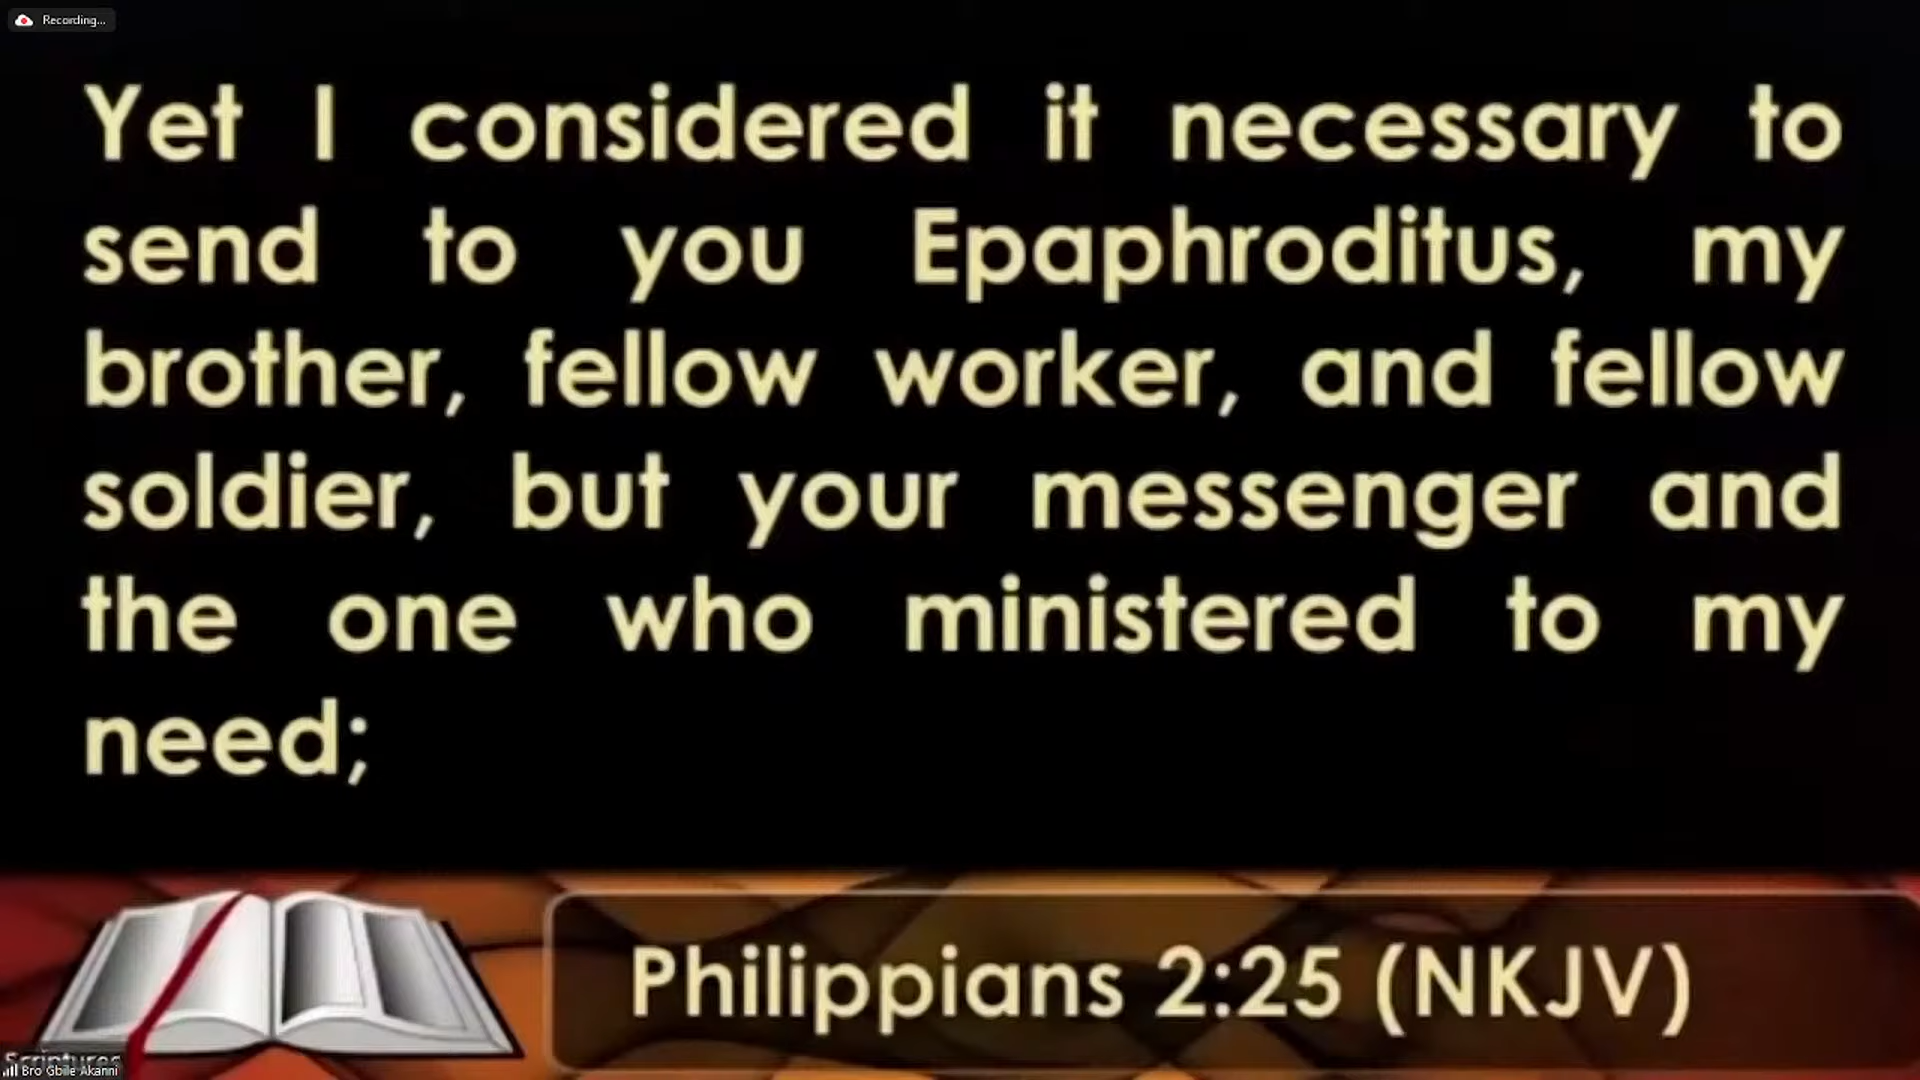 Recording...
Yet I considered it necessary to
send to you Epaphroditus, my
brother, fellow worker, and fellow
soldier, but your messenger and
the one who ministered to my
need;
Philippians 2:25 (NKJV)
Scriptures
Bro Gbile Akanni